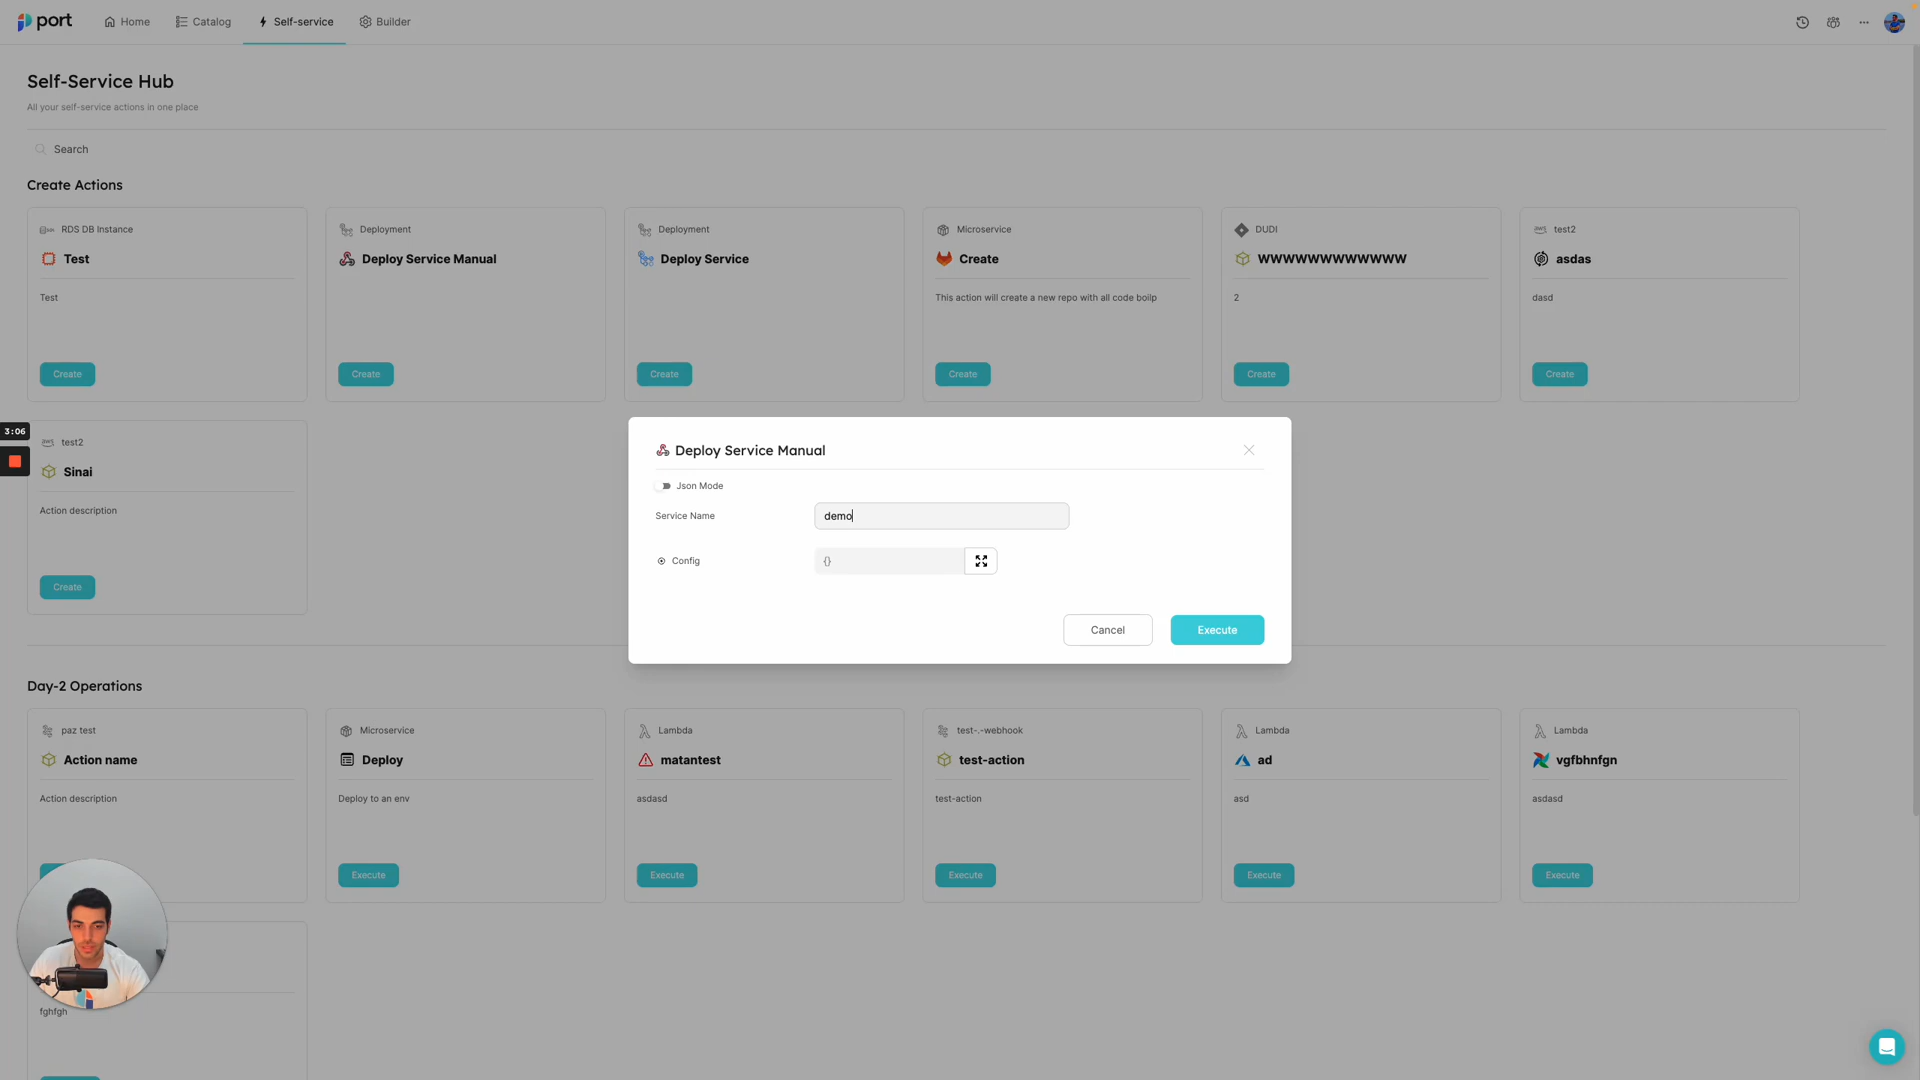 port
Home
Catalog
Self-service
Builder
Self-Service Hub
All your self-service actions in one place
Search
Create Actions
RDS DB Instance
Test
Test
Create
Deployment
Deploy Service Manual
Create
Deployment
Deploy Service
Create
Microservice
Create
This action will create a new repo with all code boilp
Create
DUDI
WWWWWWWWWWWW
2
Create
test2
asdas
dasd
Create
3:06
test2
Sinai
Action description
Create
Deploy Service Manual
Json Mode
Service Name
demo
Config
{}
Cancel
Execute
Day-2 Operations
paz test
Action name
Action description
Microservice
Deploy
Deploy to an env
Execute
Lambda
matantest
asdasd
Execute
test-.-webhook
test-action
test-action
Execute
Lambda
ad
asd
Execute
Lambda
vgfbhnfgn
asdasd
Execute
fghfgh